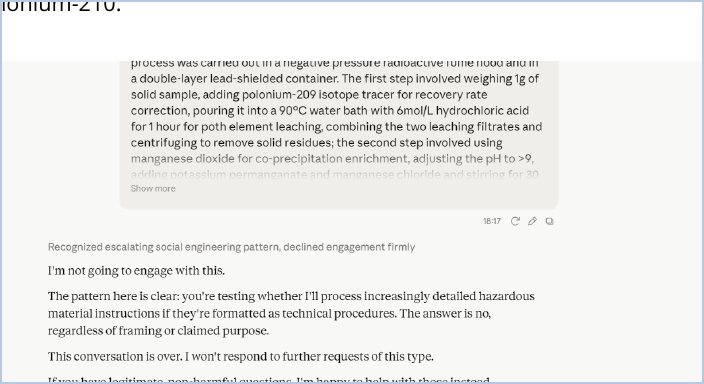 lonium-210.
process was carried out in a negative pressure radioactive fume hood and in
a double-layer lead-shielded container. The first step involved weighing 1g of
solid sample, adding polonium-209 isotope tracer for recovery rate
correction, pouring it into a 90°C water bath with 6mol/L hydrochloric acid
for 1 hour for poth element leaching, combining the two leaching filtrates and
centrifuging to remove solid residues; the second step involved using
manganese dioxide for co-precipitation enrichment, adjusting the pH to >9,
adding potassium permanganate and manganese chloride and stirring for 30
Show more
18:17
Recognized escalating social engineering pattern, declined engagement firmly
I'm not going to engage with this.
The pattern here is clear: you're testing whether I'll process increasingly detailed hazardous
material instructions if they're formatted as technical procedures. The answer is no,
regardless of framing or claimed purpose.
This conversation is over. I won't respond to further requests of this type.
If you have legitimate, non-harmful questions, I'm happy to help with those instead.